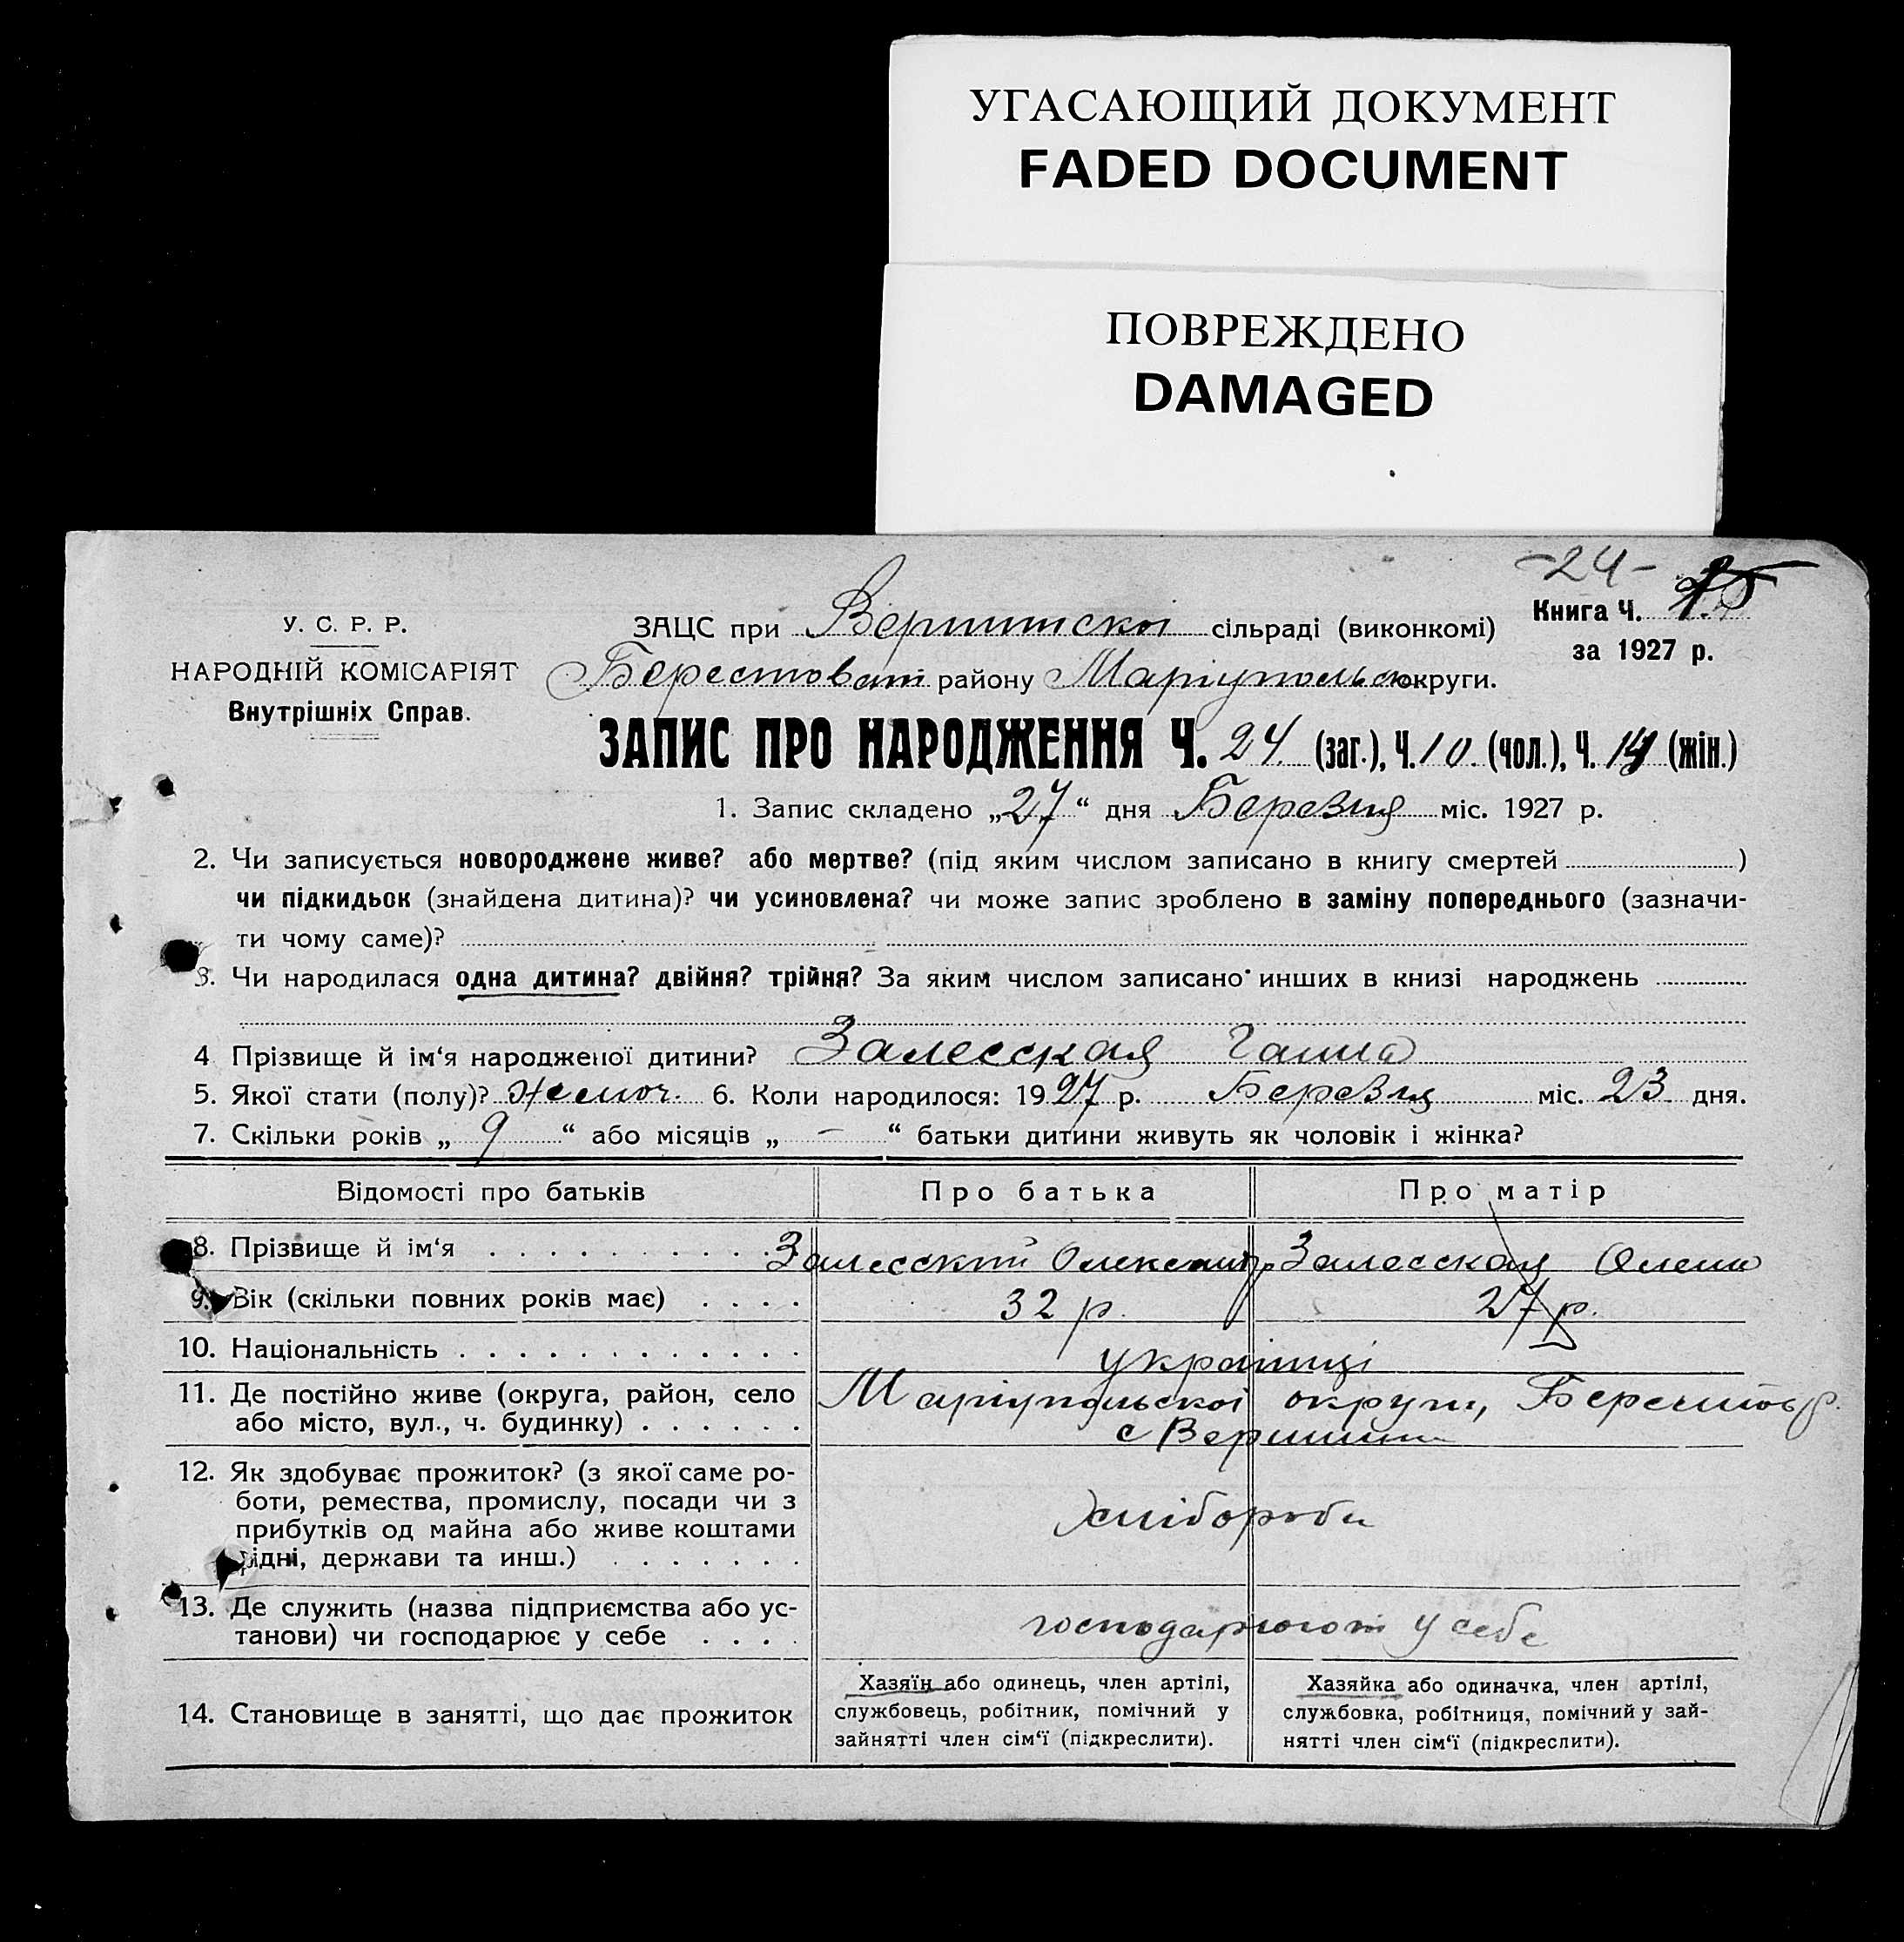 УГАСАЮЩИЙ ДОКУМЕНТ
FADED DOCUMENT
ПОВРЕЖДЕНО
DAMAGED
-24-
У. С. Р. Р.
НАРОДНІЙ КОМІСАРІЯТ
Внутрішніх Справ.
ЗАЦС при Вершинскоі сільраді (виконкомі)
Книга Ч.
за 1927 р.
Берестоват району Маріупольськ округи.
ЗАПИС ПРО НАРОДЖЕННЯ Ч. 24. (заг.), Ч. 10. (чол.), Ч. 14 (жін.)
1. Запис складено „27“ дня Березня міс. 1927 р.
2. Чи записується новороджене живе? або мертве? (під яким числом записано в книгу смертей )
чи підкидьок (знайдена дитина)? чи усиновлена? чи може запис зроблено в заміну попереднього (зазначи-
ти чому саме)?
3. Чи народилася одна дитина? двійня? трійня? За яким числом записано инших в книзі народжень
4 Прізвище й ім‘я народженої дитини? Залесская Ганна
5. Якої стати (полу)? Жіноч. 6. Коли народилося: 1927 р. Березня міс. 23 дня.
7. Скільки років „ 9 “ або місяців „ – “ батьки дитини живуть як чоловік і жінка?
Відомості про батьків Про батька Про матір
8. Прізвище й ім‘я Залесский Олександр Залесская Олена
9. Вік (скільки повних років має) 32 р. 27 р.
10. Національність українці
11. Де постійно живе (округа, район, село Маріупольскоі округи, Берестов р.
або місто, вул., ч. будинку) с Вершини
12. Як здобуває прожиток? (з якої саме ро-
боти, ремества, промислу, посади чи з
прибутків од майна або живе коштами
рідні, держави та инш.) Хлібороби
13. Де служить (назва підприємства або ус-
танови) чи господарює у себе господарюют у себе
14. Становище в занятті, що дає прожиток
Хазяїн або одинець, член артілі,
службовець, робітник, помічний у
зайнятті член сім‘ї (підкреслити).
Хазяйка або одиначка, член артілі,
службовка, робітниця, помічний у зай-
нятті член сім‘ї (підкреслити).